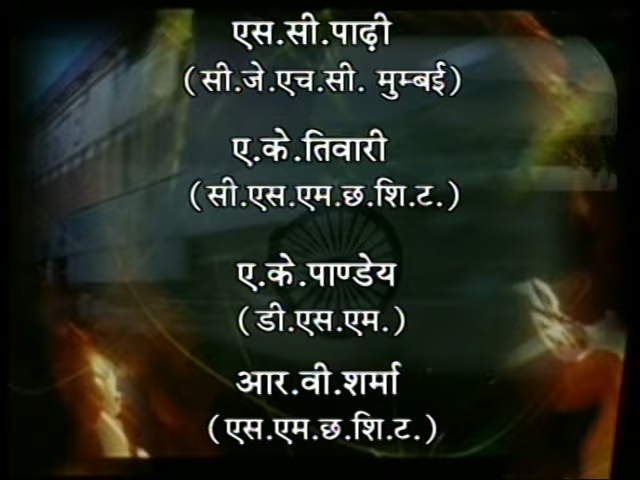 एस.सी.पाढ़ी
(सी.जे.एच.सी. मुम्बई)
ए.के.तिवारी
(सी.एस.एम.छ.शि.ट.)
ए.के.पाण्डेय
(डी.एस.एम.)
आर.वी.शर्मा
(एस.एम.छ.शि.ट.)